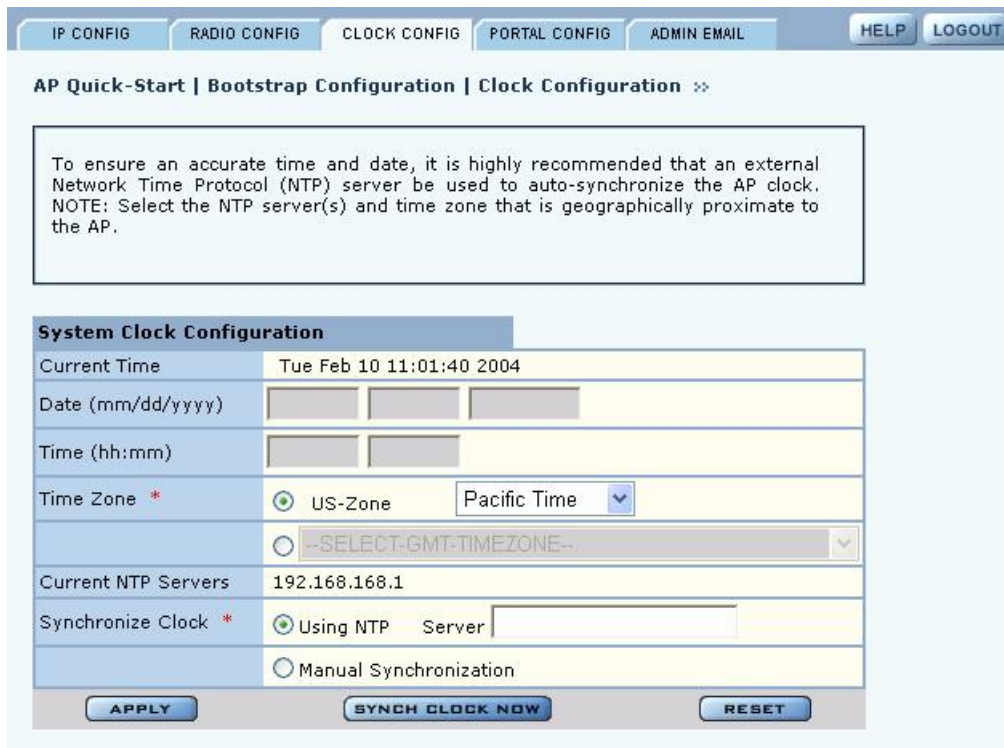 IP CONFIG RADIO CONFIG CLOCK CONFIG PORTAL CONFIG ADMIN EMAIL HELP LOGOUT
AP Quick-Start | Bootstrap Configuration | Clock Configuration »
To ensure an accurate time and date, it is highly recommended that an external
Network Time Protocol (NTP) server be used to auto-synchronize the AP clock.
NOTE: Select the NTP server(s) and time zone that is geographically proximate to
the AP.
System Clock Configuration
Current Time Tue Feb 10 11:01:40 2004
Date (mm/dd/yyyy)
Time (hh:mm)
Time Zone * US-Zone Pacific Time
--SELECT-GMT-TIMEZONE--
Current NTP Servers 192.168.168.1
Synchronize Clock * Using NTP Server
Manual Synchronization
APPLY SYNCH CLOCK NOW RESET